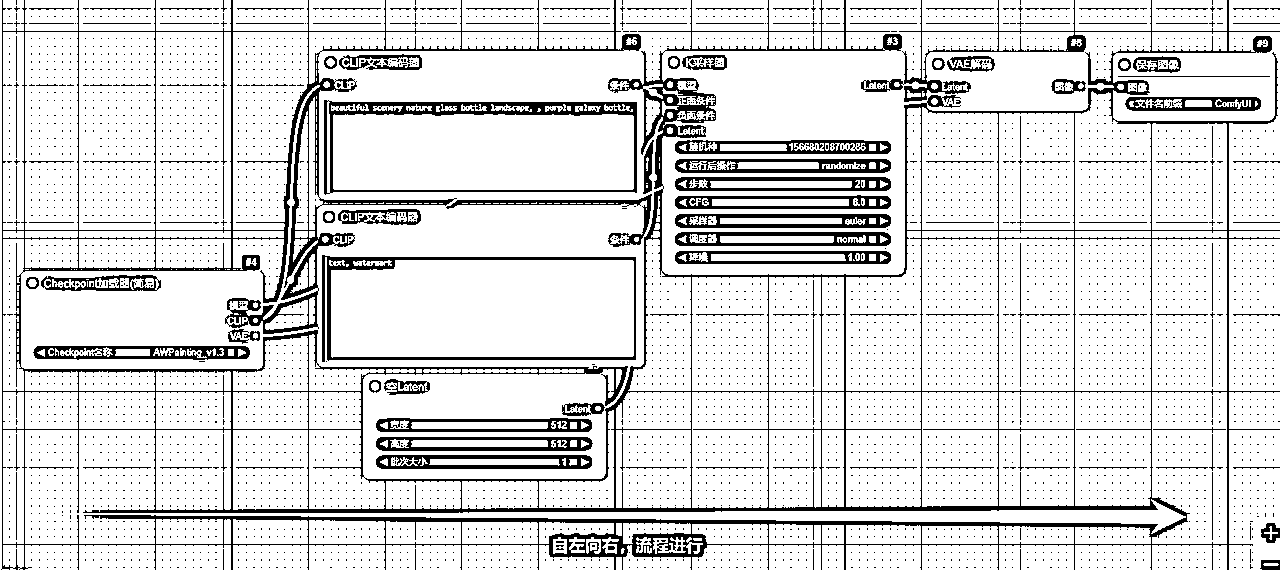 #4
Checkpoint加载器(简易)
模型
CLIP
VAE
Checkpoint名称 AWPainting_v1.3
#6
CLIP文本编码器
CLIP 条件
beautiful scenery nature glass bottle landscape, , purple galaxy bottle,
CLIP文本编码器
CLIP 条件
text, watermark
空Latent
Latent
宽度 512
高度 512
批次大小 1
#3
K采样器
模型 Latent
正面条件
负面条件
Latent
随机种 156680208700286
运行后操作 randomize
步数 20
CFG 8.0
采样器 euler
调度器 normal
降噪 1.00
#8
VAE解码
Latent 图像
VAE
#9
保存图像
图像
文件名前缀 ComfyUI
自左向右，流程进行